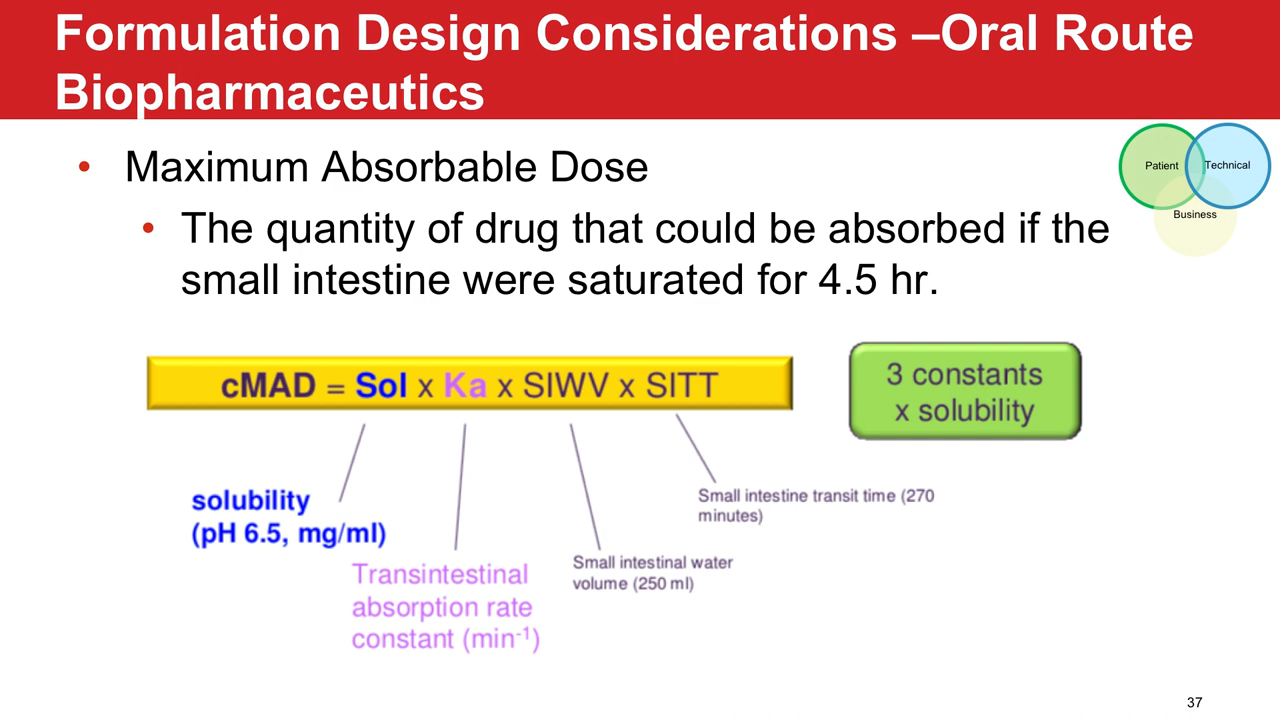 Formulation Design Considerations –Oral Route
Biopharmaceutics
• Maximum Absorbable Dose
• The quantity of drug that could be absorbed if the
small intestine were saturated for 4.5 hr.
Patient
Technical
Business
cMAD = Sol x Ka x SIWV x SITT
3 constants
x solubility
solubility
(pH 6.5, mg/ml)
Transintestinal
absorption rate
constant (min⁻¹)
Small intestinal water
volume (250 ml)
Small intestine transit time (270
minutes)
37